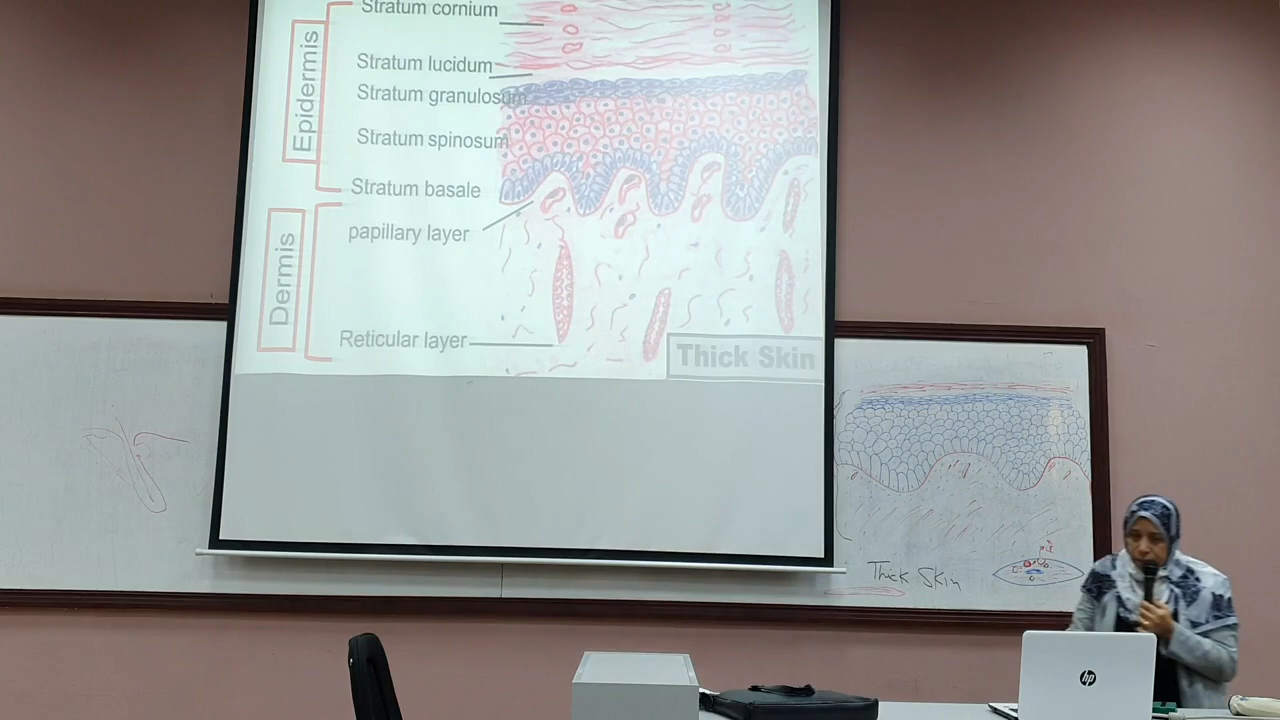 Stratum cornium
Stratum lucidum
Stratum granulosum
Stratum spinosum
Stratum basale
papillary layer
Reticular layer
Epidermis
Dermis
Thick Skin
Thick Skin
hp